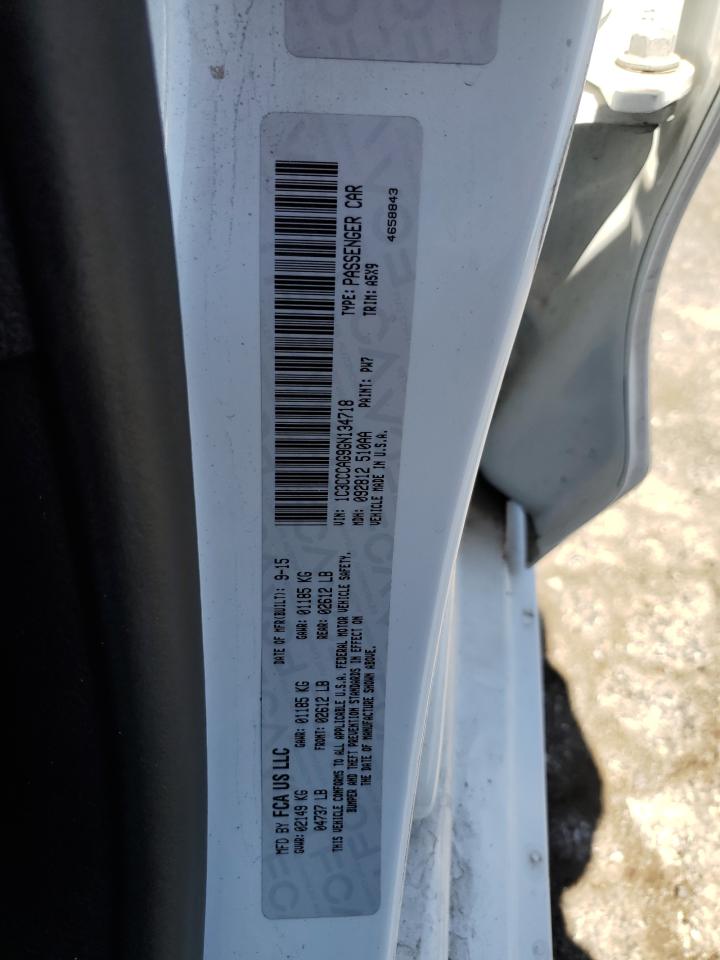 MFD BY FCA US LLC DATE OF MFR(BUILT): 9-15
GVWR: 02149 KG GAWR: 01185 KG GAWR: 01185 KG
04737 LB FRONT: 02612 LB REAR: 02612 LB
THIS VEHICLE CONFORMS TO ALL APPLICABLE U.S.A. FEDERAL MOTOR VEHICLE SAFETY,
BUMPER AND THEFT PREVENTION STANDARDS IN EFFECT ON
THE DATE OF MANUFACTURE SHOWN ABOVE.
VIN: 1C3CCCAG9GN134718 TYPE: PASSENGER CAR
MDH: 092812 510AA PAINT: PW7 TRIM: A5X9
VEHICLE MADE IN U.S.A. 4658843